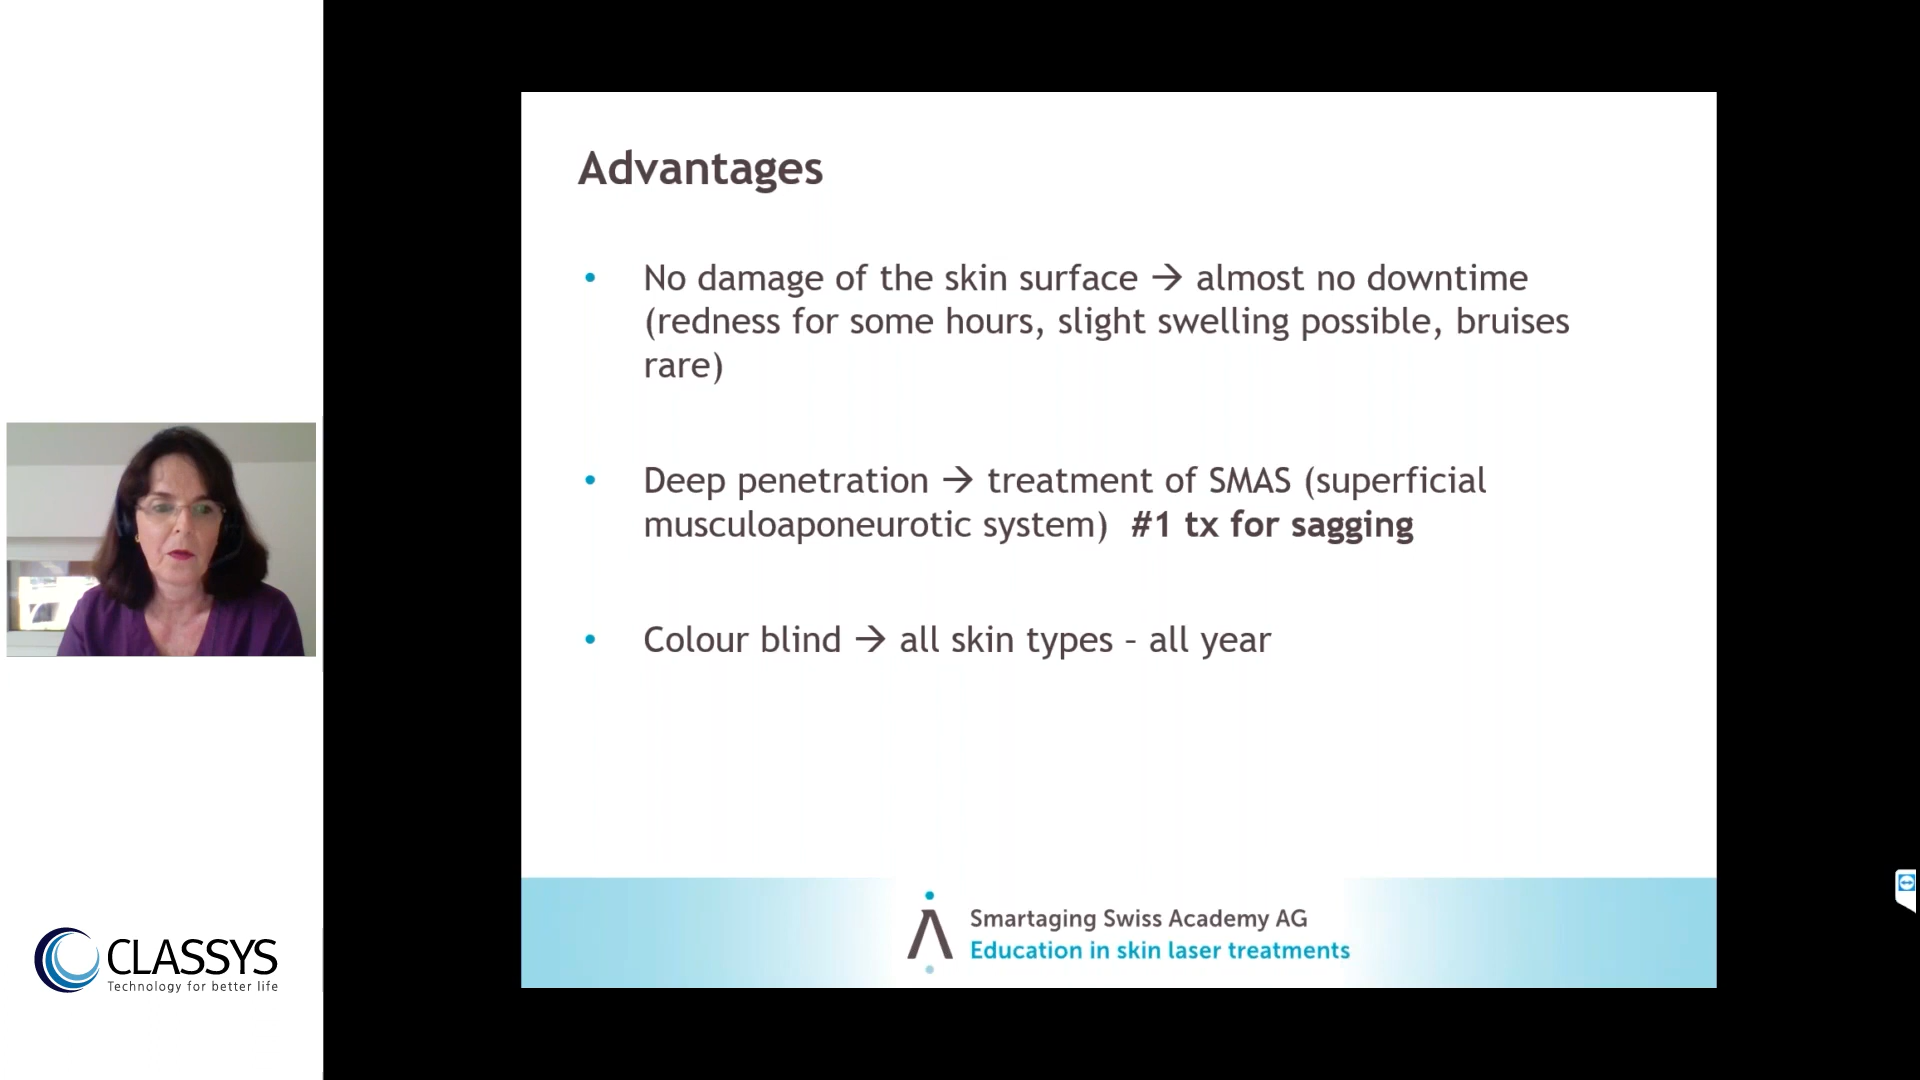 Advantages
• No damage of the skin surface → almost no downtime
(redness for some hours, slight swelling possible, bruises
rare)
• Deep penetration → treatment of SMAS (superficial
musculoaponeurotic system) #1 tx for sagging
• Colour blind → all skin types – all year
Smartaging Swiss Academy AG
Education in skin laser treatments
CLASSYS
Technology for better life